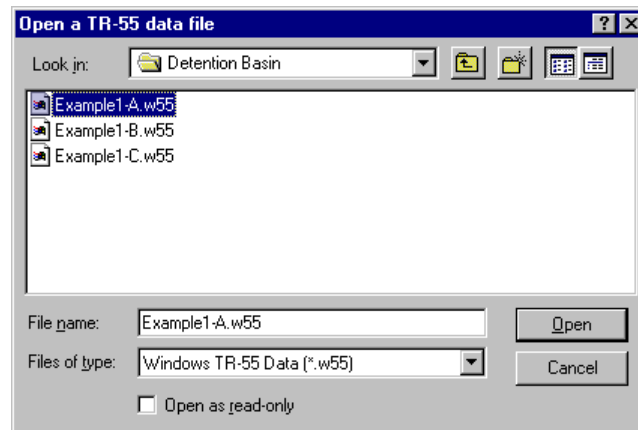 Open a TR-55 data file
Look in: Detention Basin
Example1-A.w55
Example1-B.w55
Example1-C.w55
File name: Example1-A.w55 Open
Files of type: Windows TR-55 Data (*.w55) Cancel
Open as read-only